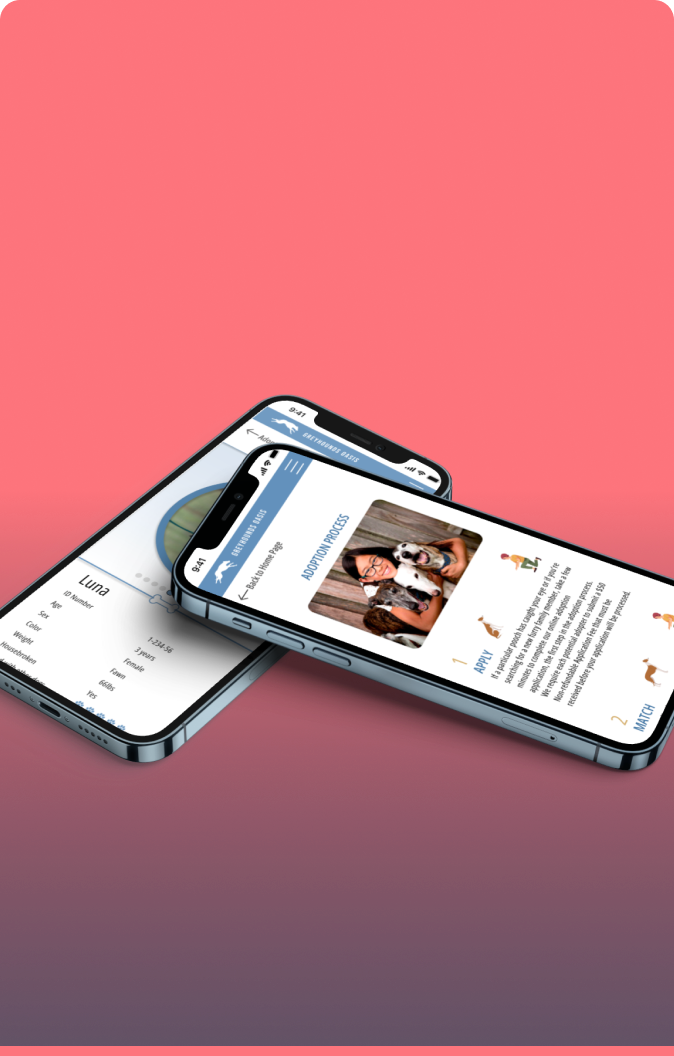 9:41
GREYHOUNDS OASIS
Luna
ID Number
1-234-56
Age
3 years
Sex
Female
Color
Fawn
Weight
66lbs
Housebroken
Yes
9:41
GREYHOUNDS OASIS
Back to Home Page
ADOPTION PROCESS
1
APPLY
If a particular pooch has caught your eye or if you're
searching for a new furry family member, take a few
minutes to complete our online adoption
application, the first step in the adoption process.
We require each potential adopter to submit a $50
Non-refundable Application Fee that must be
received before your application will be processed.
2
MATCH